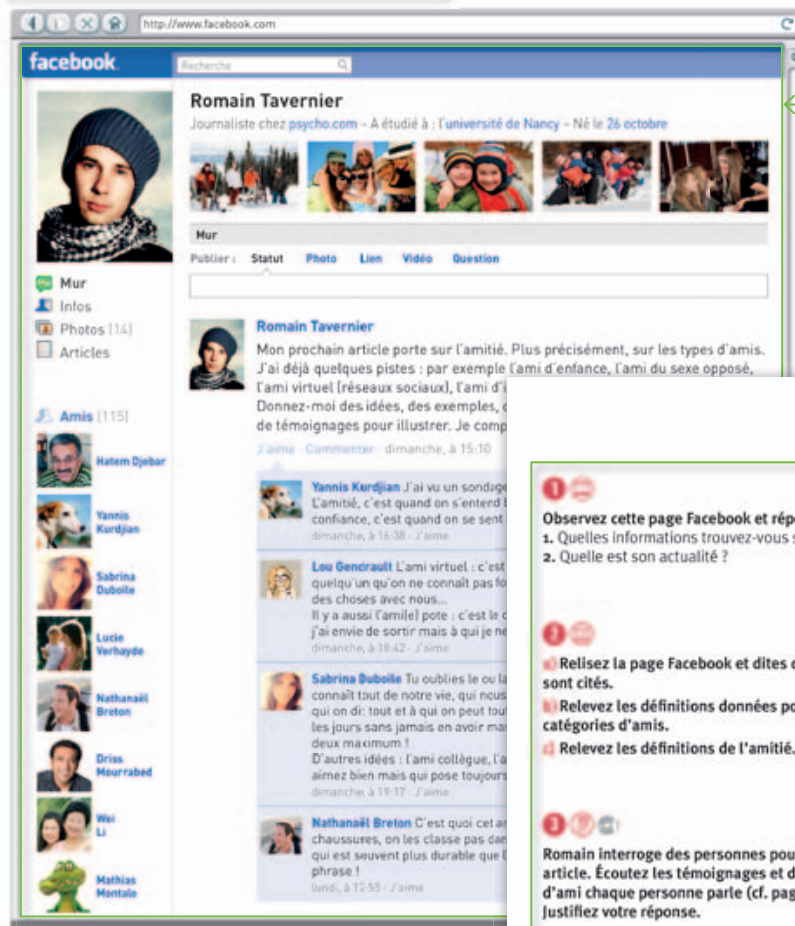 http://www.facebook.com
facebook
Recherche
Romain Tavernier
Journaliste chez psycho.com - A étudié à : l'université de Nancy - Né le 26 octobre
Mur
Publier : Statut Photo Lien Vidéo Question
Mur
Infos
Photos (14)
Articles
Amis (115)
Hatem Djebar
Yannis
Kurdjian
Sabrina
Duboile
Lucie
Verhayde
Nathanaël
Breton
Driss
Mourrabed
Wei
Li
Mathias
Montale
Romain Tavernier
Mon prochain article porte sur l'amitié. Plus précisément, sur les types d'amis.
J'ai déjà quelques pistes : par exemple l'ami d'enfance, l'ami du sexe opposé,
l'ami virtuel (réseaux sociaux), l'ami
Donnez-moi des idées, des exemples,
de témoignages pour illustrer. Je
J'aime - Commenter - dimanche, à 15:10
Yannis Kurdjian J'ai vu un sondage
L'amitié, c'est quand on s'entend
confiance, c'est quand on se sent
dimanche, à 16:38 - J'aime
Lou Gencirault L'ami virtuel : c'est
quelqu'un qu'on ne connaît pas
des choses avec nous...
Il y a aussi l'ami(e) pote : c'est le
j'ai envie de sortir mais à qui je
dimanche, à 18:42 - J'aime
Sabrina Duboile Tu oublies le ou
connaît tout de notre vie, qui nous
qui on dit tout et à qui on peut
les jours sans jamais en avoir
deux maximum !
D'autres idées : l'ami collègue,
aimez bien mais qui pose toujours
dimanche, à 19:17 - J'aime
Nathanaël Breton C'est quoi cet
chaussures, on les classe pas
qui est souvent plus durable que
phrase !
lundi, à 12:55 - J'aime
1
Observez cette page Facebook et
1. Quelles informations trouvez-vous
2. Quelle est son actualité ?
2
a) Relisez la page Facebook et dites
sont cités.
b) Relevez les définitions données
catégories d'amis.
c) Relevez les définitions de l'amitié.
3
Romain interroge des personnes
article. Écoutez les témoignages et
d'ami chaque personne parle (cf.
Justifiez votre réponse.